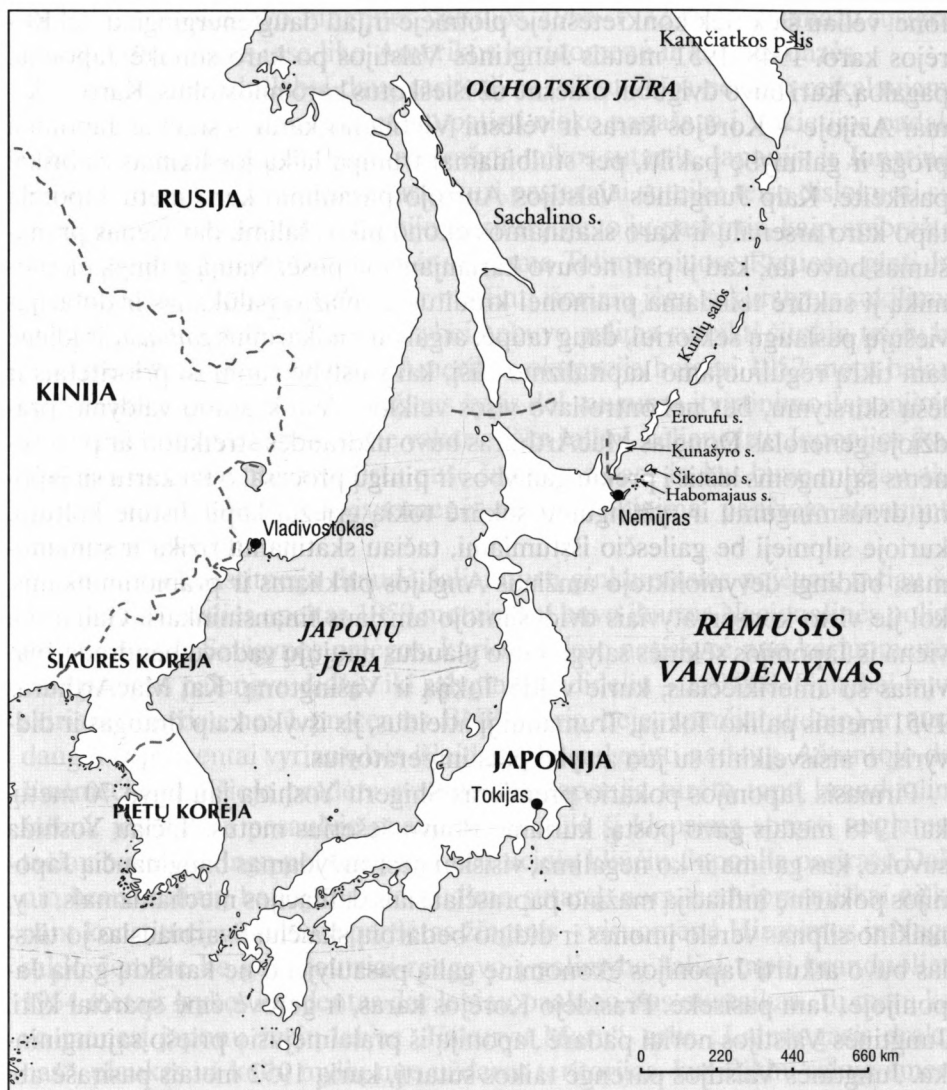 Kamčiatkos p-lis
OCHOTSKO JŪRA
RUSIJA
Sachalino s.
Kurilų salos
KINIJA
Erorufu s.
Kunašyro s.
Šikotano s.
Habomajaus s.
Nemūras
Vladivostokas
JAPONŲ
JŪRA
RAMUSIS
VANDENYNAS
ŠIAURĖS KORĖJA
JAPONIJA
Tokijas
PIETŲ KORĖJA
0 220 440 660 km